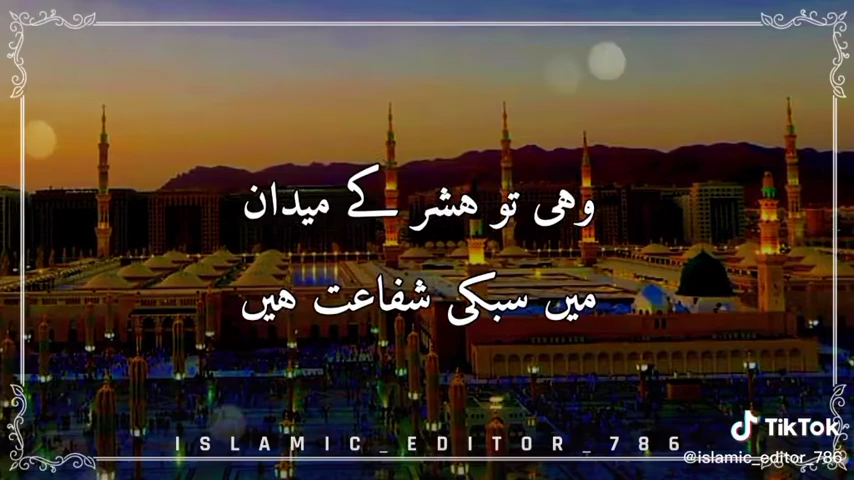 وهی تو هشر کے میدان
میں سبکی شفاعت هیں
ISLAMIC_EDITOR_786
TikTok
@islamic_editor_786